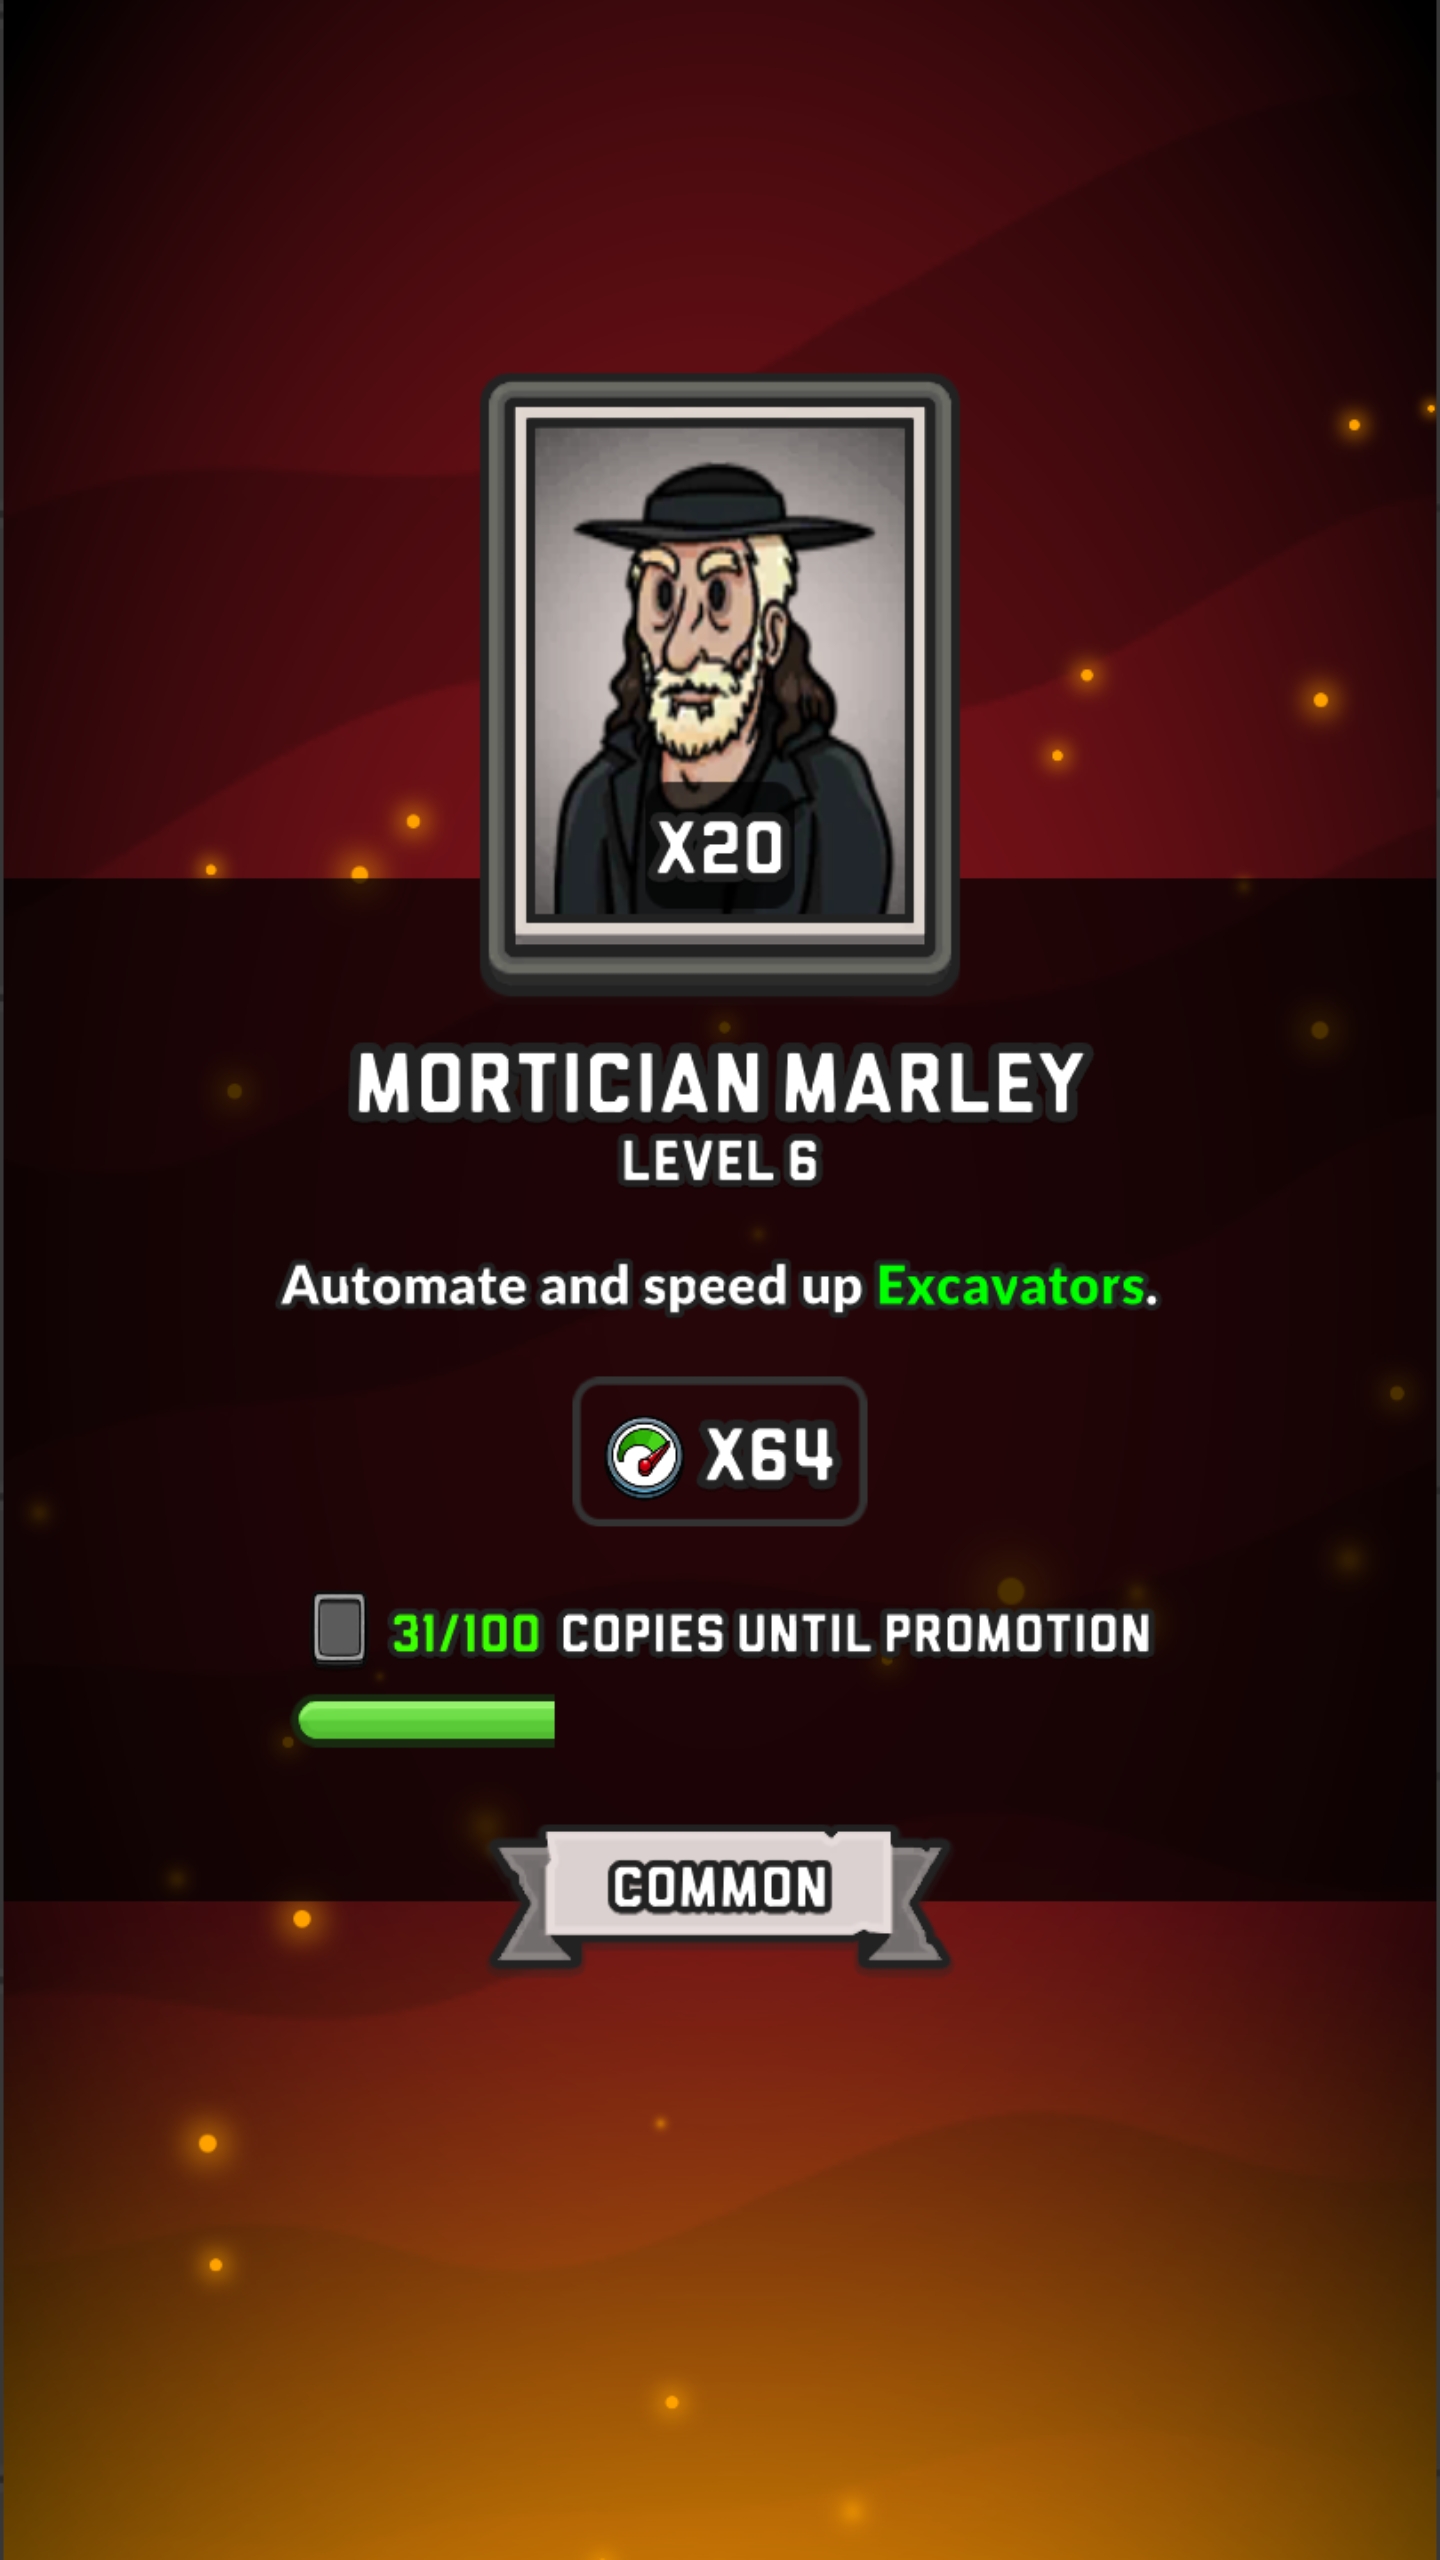 X20
MORTICIAN MARLEY
LEVEL 6
Automate and speed up Excavators.
X64
31/100 COPIES UNTIL PROMOTION
COMMON